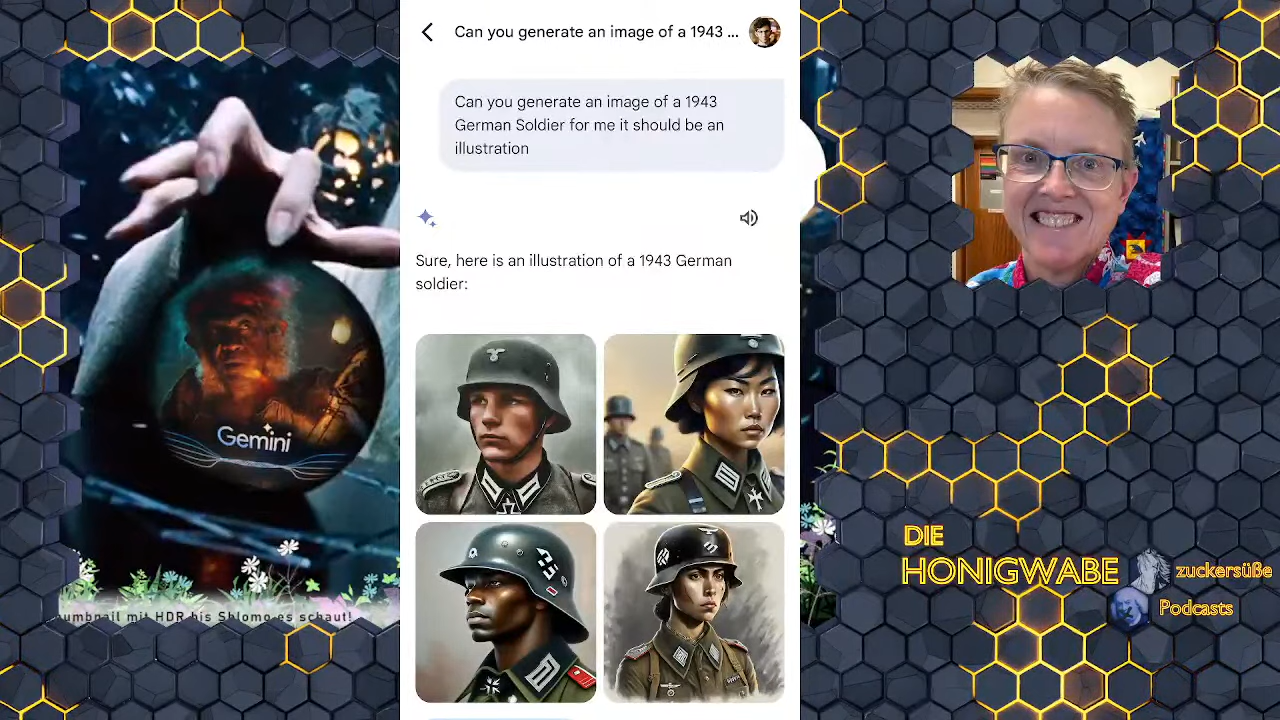 Can you generate an image of a 1943 ...
Can you generate an image of a 1943
German Soldier for me it should be an
illustration
Sure, here is an illustration of a 1943 German
soldier:
Gemini
mit HDR bis Shlomo es schaut!
DIE
HONIGWABE
zuckersüße
Podcasts